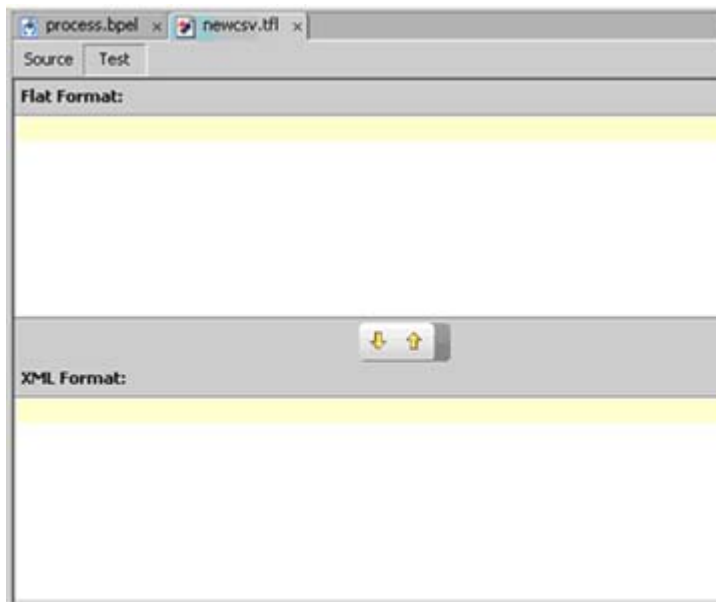 process.bpel x newcsv.tfl x
Source Test
Flat Format:
XML Format: